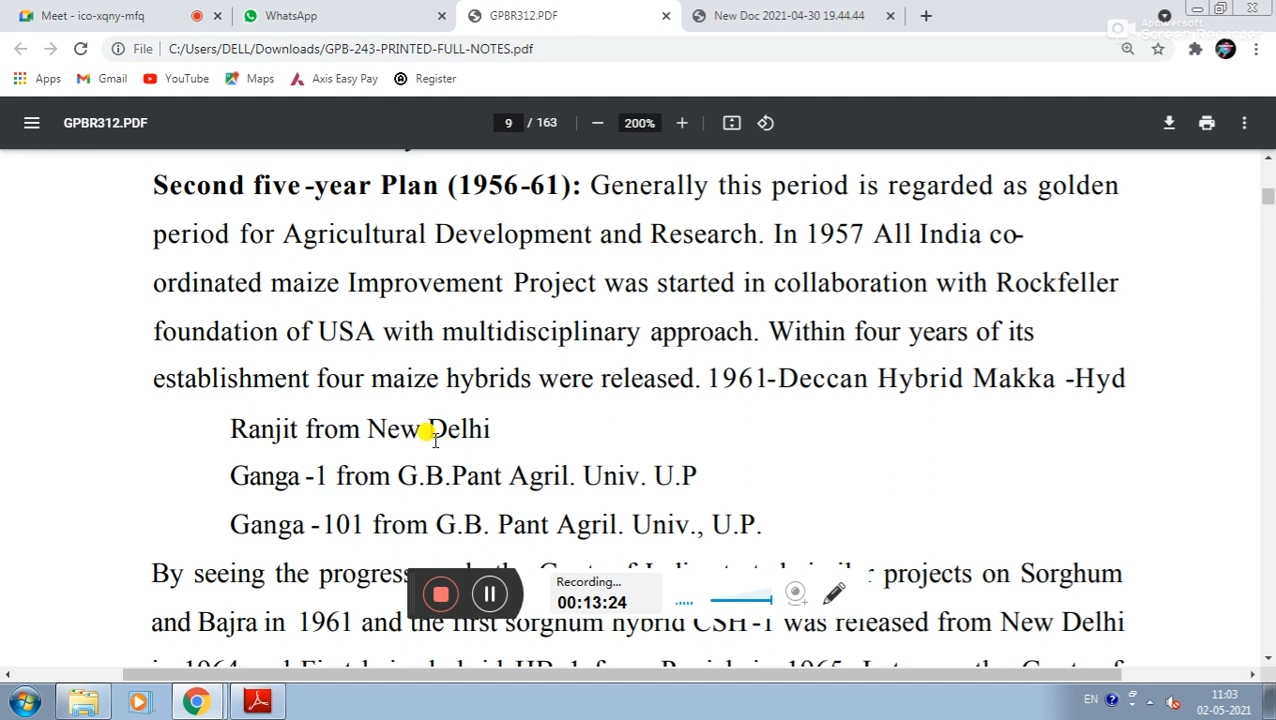 Meet - ico-xqny-mfq
WhatsApp
GPBR312.PDF
New Doc 2021-04-30 19.44.44
File
C:/Users/DELL/Downloads/GPB-243-PRINTED-FULL-NOTES.pdf
Apowersoft
Screen Recorder
Apps
Gmail
YouTube
Maps
Axis Easy Pay
Register
GPBR312.PDF
9 / 163
200%
Second five-year Plan (1956-61): Generally this period is regarded as golden
period for Agricultural Development and Research. In 1957 All India co-
ordinated maize Improvement Project was started in collaboration with Rockfeller
foundation of USA with multidisciplinary approach. Within four years of its
establishment four maize hybrids were released. 1961-Deccan Hybrid Makka -Hyd
Ranjit from New Delhi
Ganga -1 from G.B.Pant Agril. Univ. U.P
Ganga -101 from G.B. Pant Agril. Univ., U.P.
By seeing the progress projects on Sorghum
and Bajra in 1961 and the first sorghum hybrid CSH-1 was released from New Delhi
Recording...
00:13:24
EN
11:03
02-05-2021